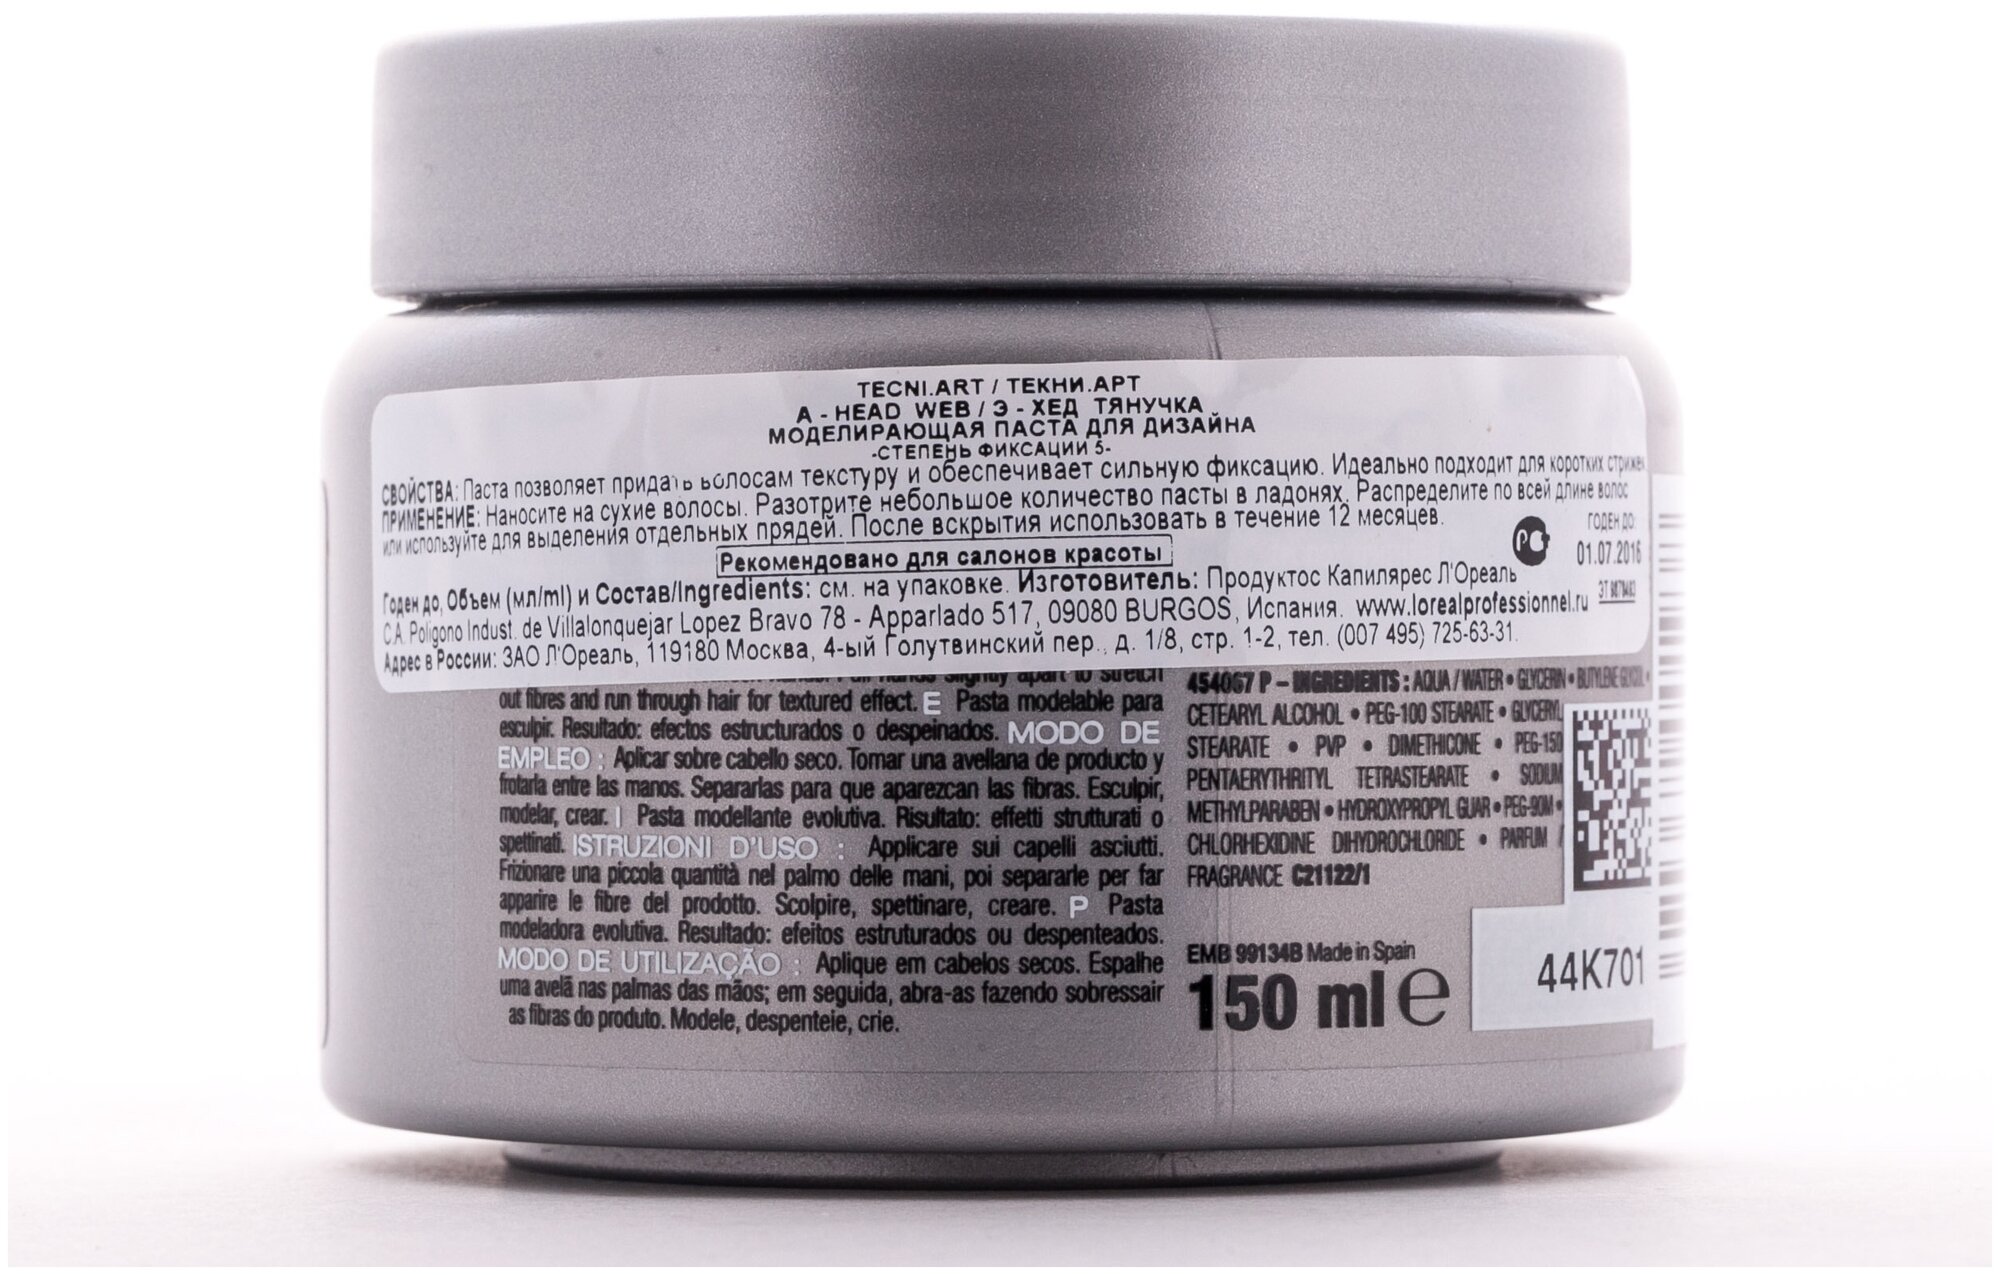 TECNI.ART / ТЕКНИ.АРТ
A - HEAD WEB / Э - ХЕД ТЯНУЧКА
МОДЕЛИРУЮЩАЯ ПАСТА ДЛЯ ДИЗАЙНА
-СТЕПЕНЬ ФИКСАЦИИ 5-
СВОЙСТВА: Паста позволяет придать волосам текстуру и обеспечивает сильную фиксацию. Идеально подходит для коротких стрижек
ПРИМЕНЕНИЕ: Наносите на сухие волосы. Разотрите небольшое количество пасты в ладонях. Распределите по всей длине волос
или используйте для выделения отдельных прядей. После вскрытия использовать в течение 12 месяцев.
Рекомендовано для салонов красоты
РС
ГОДЕН ДО:
01.07.2016
Годен до, Объем (мл/ml) и Состав/Ingredients: см. на упаковке. Изготовитель: Продуктос Капилярес Л'Ореаль
С.А. Poligono Indust. de Villalonquejar Lopez Bravo 78 - Apparlado 517, 09080 BURGOS, Испания. www.lorealprofessionnel.ru
Адрес в России: ЗАО Л'Ореаль, 119180 Москва, 4-ый Голутвинский пер., д. 1/8, стр. 1-2, тел. (007 495) 725-63-31.
slightly apart to stretch
out fibres and run through hair for textured effect. E Pasta modelable para
esculpir. Resultado: efectos estructurados o despeinados. MODO DE
EMPLEO : Aplicar sobre cabello seco. Tomar una avellana de producto y
frotarla entre las manos. Separarlas para que aparezcan las fibras. Esculpir,
modelar, crear. I Pasta modellante evolutiva. Risultato: effetti strutturati o
spettinati. ISTRUZIONI D'USO : Applicare sui capelli asciutti.
Frizionare una piccola quantità nel palmo delle mani, poi separarle per far
apparire le fibre del prodotto. Scolpire, spettinare, creare. P Pasta
modeladora evolutiva. Resultado: efeitos estruturados ou despenteados.
MODO DE UTILIZAÇÃO : Aplique em cabelos secos. Espalhe
uma avelã nas palmas das mãos; em seguida, abra-as fazendo sobressair
as fibras do produto. Modele, despenteie, crie.
454067 P – INGREDIENTS : AQUA / WATER • GLYCERIN • BUTYLENE GLYCOL •
CETEARYL ALCOHOL • PEG-100 STEARATE • GLYCERYL
STEARATE • PVP • DIMETHICONE • PEG-150
PENTAERYTHRITYL TETRASTEARATE • SODIUM
METHYLPARABEN • HYDROXYPROPYL GUAR • PEG-90M •
CHLORHEXIDINE DIHYDROCHLORIDE • PARFUM /
FRAGRANCE C21122/1
EMB 99134B Made in Spain
150 ml e
44K701